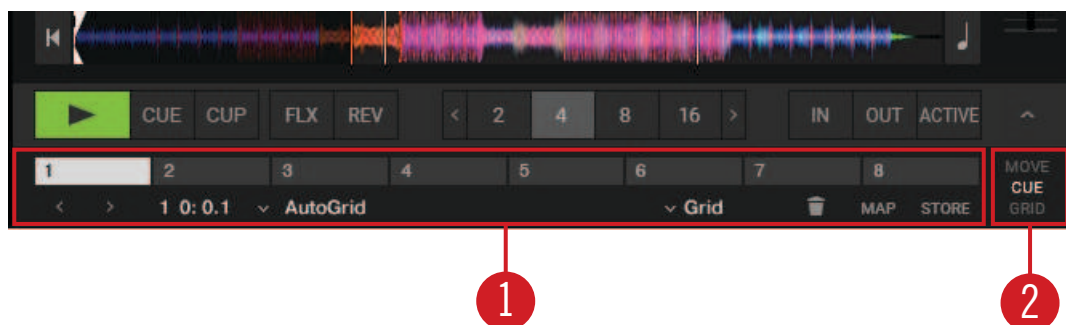 CUE CUP FLX REV < 2 4 8 16 > IN OUT ACTIVE
1 2 3 4 5 6 7 8 MOVE
< > 1 0: 0.1 AutoGrid Grid MAP STORE CUE
GRID
1 2